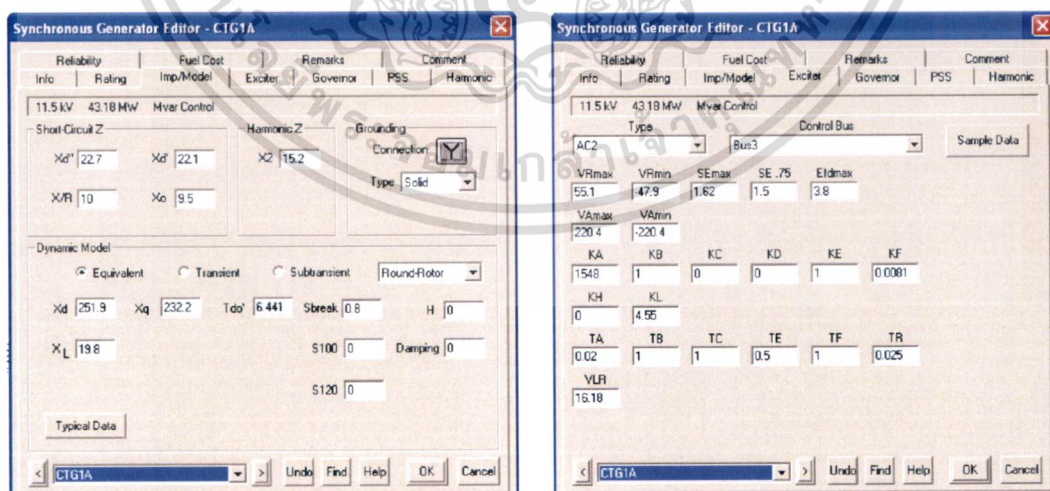 Synchronous Generator Editor - CTG1A
Reliability Fuel Cost Remarks Comment
Info Rating Imp/Model Exciter Governor PSS Harmonic
11.5 kV 43.18 MW Mvar Control
Short-Circuit Z
Xd" 22.7 Xd' 22.1
X/R 10 Xo 9.5
Harmonic Z
X2 15.2
Grounding
Connection Y
Type Solid
Dynamic Model
Equivalent Transient Subtransient Round-Rotor
Xd 251.9 Xq 232.2 Tdo' 6.441 Sbreak 0.8 H 0
XL 19.8 S100 0 Damping 0
S120 0
Typical Data
< CTG1A > Undo Find Help OK Cancel
Synchronous Generator Editor - CTG1A
Reliability Fuel Cost Remarks Comment
Info Rating Imp/Model Exciter Governor PSS Harmonic
11.5 kV 43.18 MW Mvar Control
Type Control Bus
AC2 Bus3 Sample Data
VRmax VRmin SEmax SE .75 Efdmax
55.1 -47.9 1.62 1.5 3.8
VAmax VAmin
220.4 -220.4
KA KB KC KD KE KF
1548 1 0 0 1 0.0081
KH KL
0 4.55
TA TB TC TE TF TR
0.02 1 1 0.5 1 0.025
VLR
16.18
< CTG1A > Undo Find Help OK Cancel